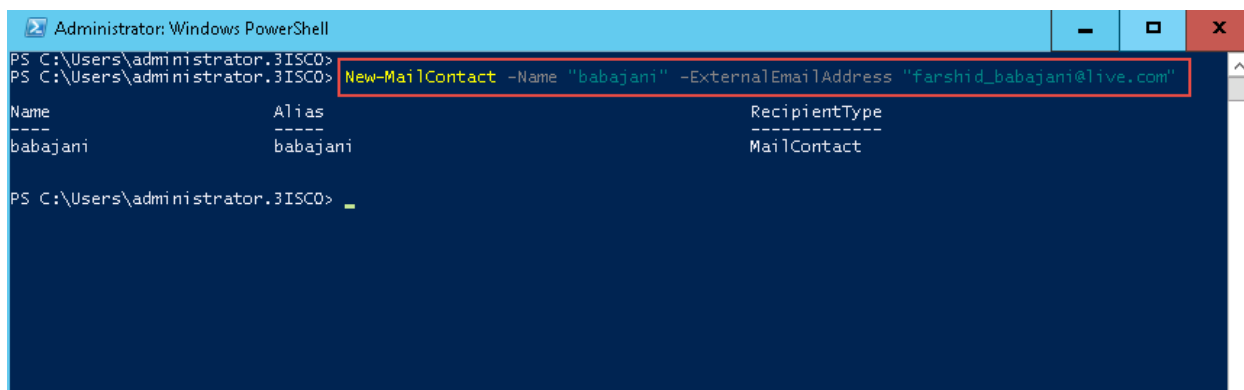 Administrator: Windows PowerShell
PS C:\Users\administrator.3ISCO>
PS C:\Users\administrator.3ISCO> New-MailContact -Name "babajani" -ExternalEmailAddress "farshid_babajani@live.com"
Name Alias RecipientType
---- ----- -------------
babajani babajani MailContact
PS C:\Users\administrator.3ISCO> _